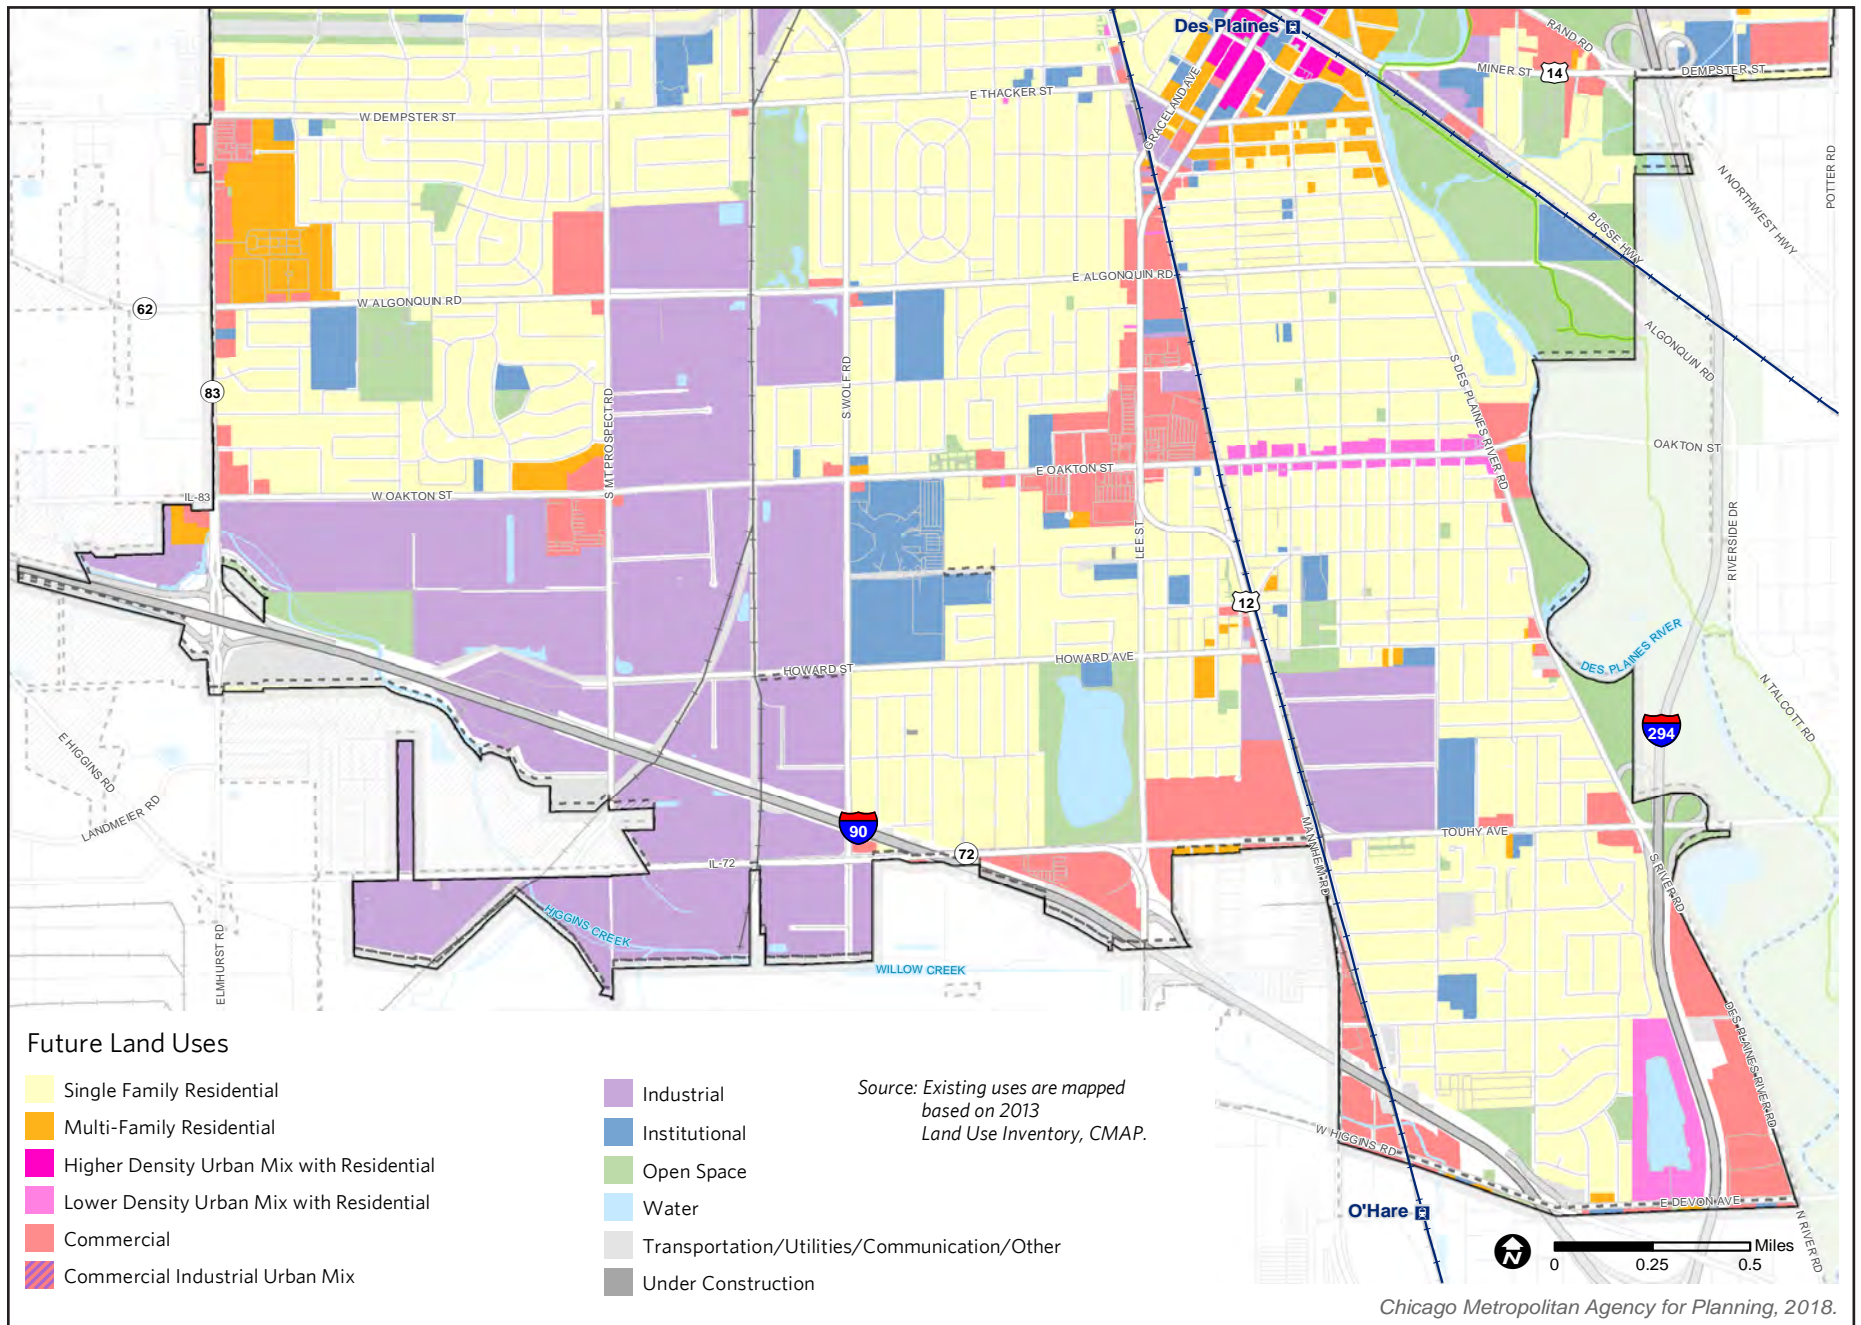 Des Plaines
RAND RD
MINER ST
14
DEMPSTER ST
E THACKER ST
GRACELAND AVE
W DEMPSTER ST
POTTER RD
N NORTHWEST HWY
BUSSE HWY
E ALGONQUIN RD
W ALGONQUIN RD
62
ALGONQUIN RD
S WOLF RD
S DES PLAINES RIVER RD
83
S MT PROSPECT RD
OAKTON ST
E OAKTON ST
W OAKTON ST
IL-83
LEE ST
RIVERSIDE DR
12
DES PLAINES RIVER
HOWARD AVE
HOWARD ST
N TALCOTT RD
294
E HIGGINS RD
LANDMEIER RD
90
MANNHEIM RD
TOUHY AVE
72
IL-72
S RIVER RD
HIGGINS CREEK
ELMHURST RD
WILLOW CREEK
DES PLAINES RIVER RD
W HIGGINS RD
E DEVON AVE
O'Hare
N RIVER RD
Future Land Uses
Single Family Residential
Multi-Family Residential
Higher Density Urban Mix with Residential
Lower Density Urban Mix with Residential
Commercial
Commercial Industrial Urban Mix
Industrial
Institutional
Open Space
Water
Transportation/Utilities/Communication/Other
Under Construction
Source: Existing uses are mapped
based on 2013
Land Use Inventory, CMAP.
N
Miles
0 0.25 0.5
Chicago Metropolitan Agency for Planning, 2018.